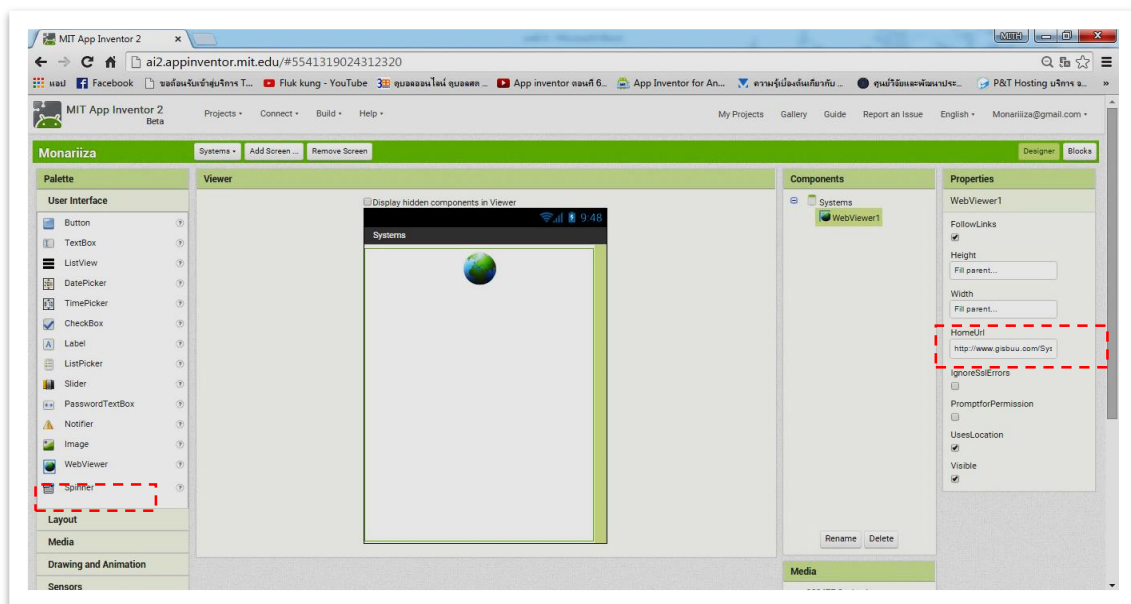 MIT App Inventor 2
ai2.appinventor.mit.edu/#5541319024312320
แอป Facebook Fluk kung - YouTube App inventor ตอนที่ 6... App Inventor for An... P&T Hosting บริการ
MIT App Inventor 2
Beta
Projects Connect Build Help My Projects Gallery Guide Report an Issue English Monariiiza@gmail.com
Monariiza Systems Add Screen ... Remove Screen Designer Blocks
Palette Viewer Components Properties
User Interface
Display hidden components in Viewer
9:48
Systems
Button
TextBox
ListView
DatePicker
TimePicker
CheckBox
Label
ListPicker
Slider
PasswordTextBox
Notifier
Image
WebViewer
Spinner
Layout
Media
Drawing and Animation
Sensors
Systems
WebViewer1
Rename Delete
Media
WebViewer1
FollowLinks
Height
Fill parent...
Width
Fill parent...
HomeUrl
http://www.gisbuu.com/Sys
IgnoreSslErrors
PromptforPermission
UsesLocation
Visible